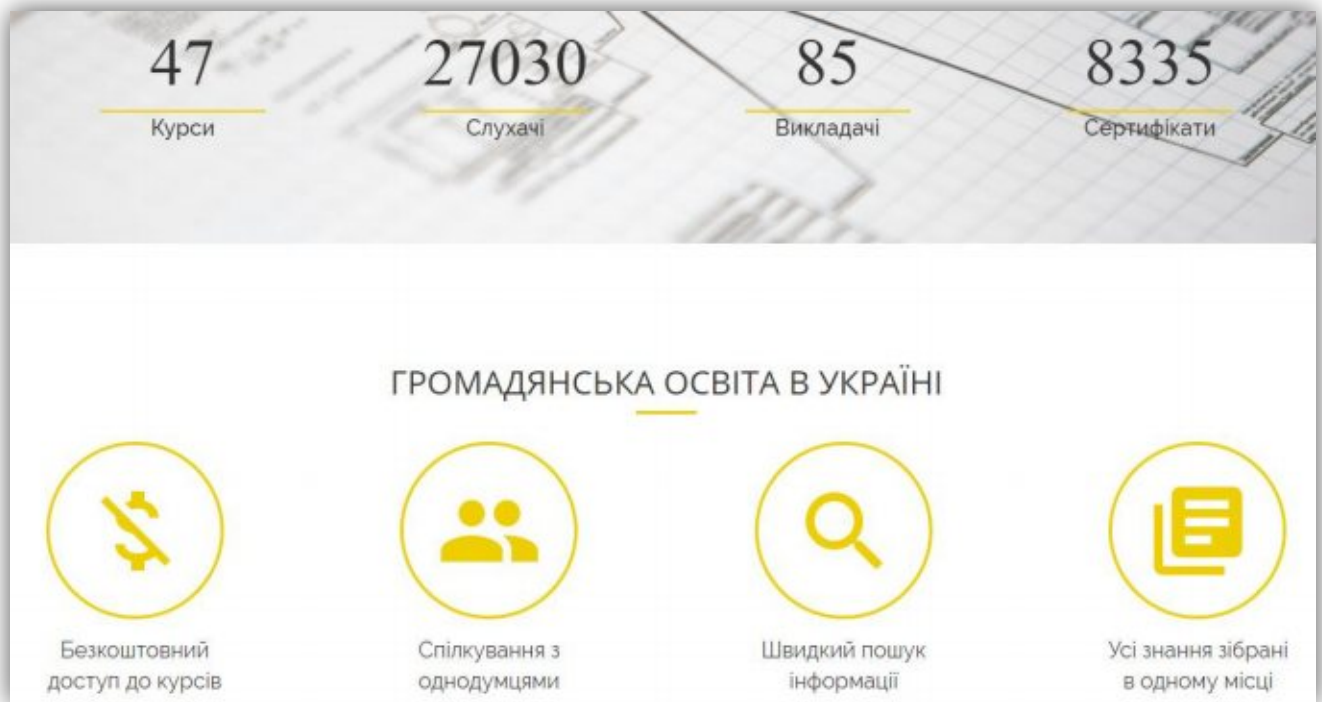 47 27030 85 8335
Курси Слухачі Викладачі Сертифікати
ГРОМАДЯНСЬКА ОСВІТА В УКРАЇНІ
Безкоштовний
доступ до курсів
Спілкування з
однодумцями
Швидкий пошук
інформації
Усі знання зібрані
в одному місці